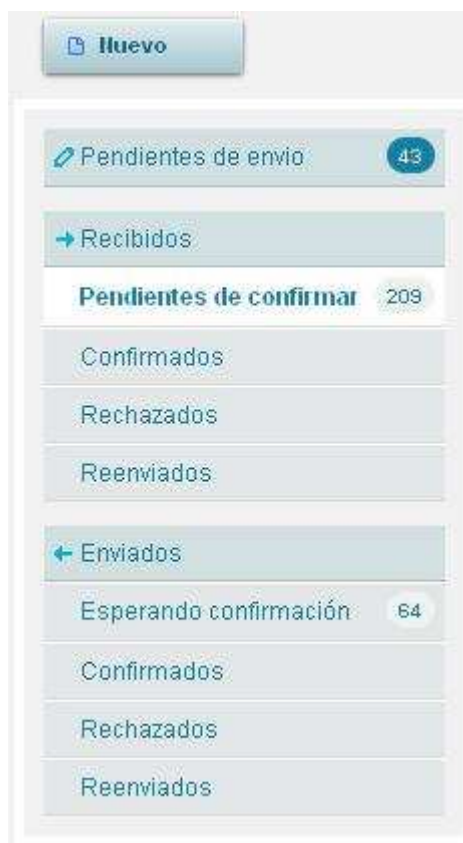 Nuevo
Pendientes de envio 43
Recibidos
Pendientes de confirmar 209
Confirmados
Rechazados
Reenviados
Enviados
Esperando confirmación 64
Confirmados
Rechazados
Reenviados